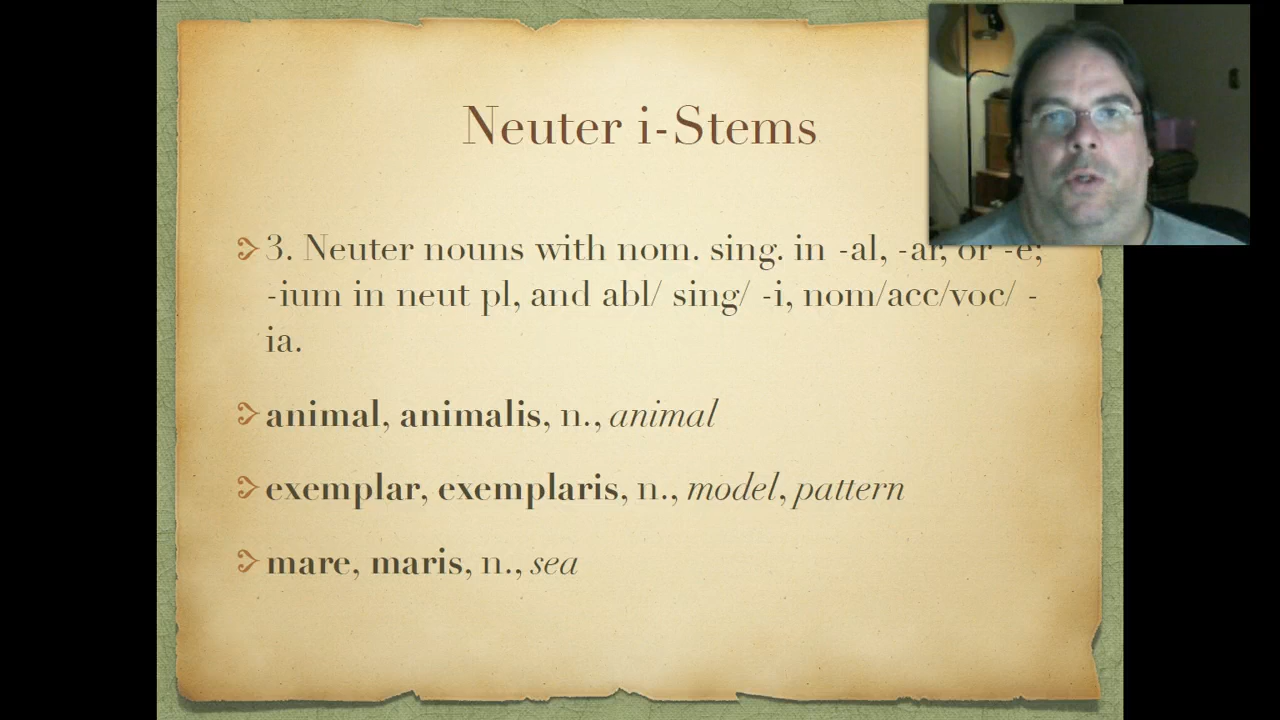 Neuter i-Stems
3. Neuter nouns with nom. sing. in -al, -ar, or -e;
-ium in neut pl, and abl/ sing/ -i, nom/acc/voc/ -
ia.
animal, animalis, n., animal
exemplar, exemplaris, n., model, pattern
mare, maris, n., sea